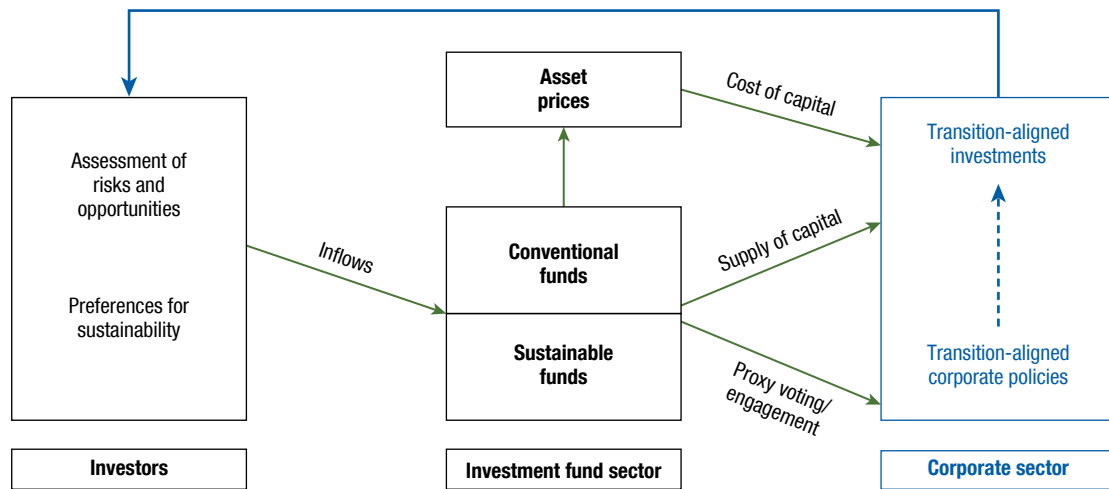 Assessment of
risks and
opportunities
Preferences for
sustainability
Investors
Inflows
Asset
prices
Conventional
funds
Sustainable
funds
Investment fund sector
Cost of capital
Supply of capital
Proxy voting/
engagement
Transition-aligned
investments
Transition-aligned
corporate policies
Corporate sector